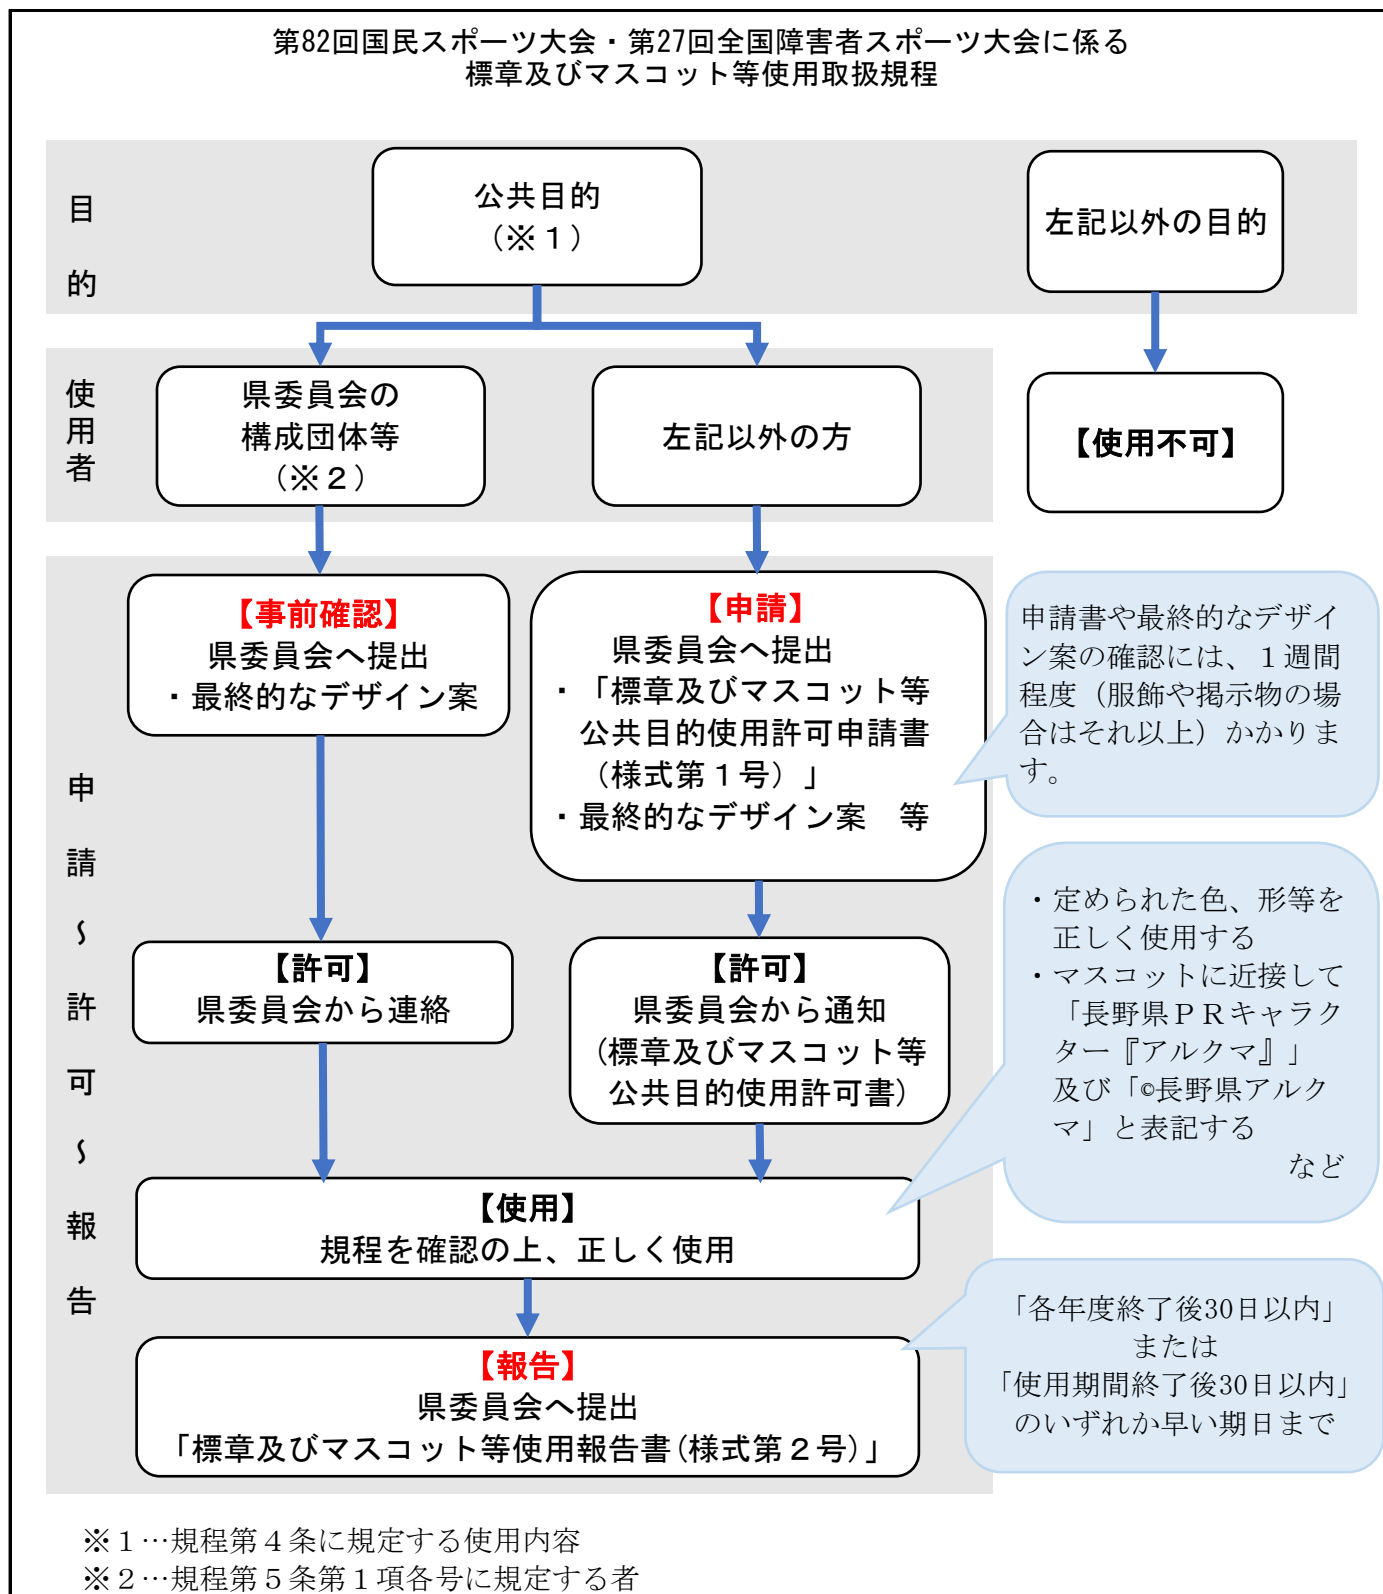 第82回国民スポーツ大会・第27回全国障害者スポーツ大会に係る
標章及びマスコット等使用取扱規程
目的
公共目的
（※１）
左記以外の目的
使用者
県委員会の
構成団体等
（※２）
左記以外の方
【使用不可】
申請～許可～報告
【事前確認】
県委員会へ提出
・最終的なデザイン案
【申請】
県委員会へ提出
・「標章及びマスコット等
公共目的使用許可申請書
（様式第１号）」
・最終的なデザイン案　等
申請書や最終的なデザイ
ン案の確認には、１週間
程度（服飾や掲示物の場
合はそれ以上）かかりま
す。
【許可】
県委員会から連絡
【許可】
県委員会から通知
(標章及びマスコット等
公共目的使用許可書)
・定められた色、形等を
正しく使用する
・マスコットに近接して
「長野県ＰＲキャラク
ター『アルクマ』」
及び「©長野県アルク
マ」と表記する
など
【使用】
規程を確認の上、正しく使用
【報告】
県委員会へ提出
「標章及びマスコット等使用報告書(様式第２号)」
「各年度終了後30日以内」
または
「使用期間終了後30日以内」
のいずれか早い期日まで
※１…規程第４条に規定する使用内容
※２…規程第５条第１項各号に規定する者